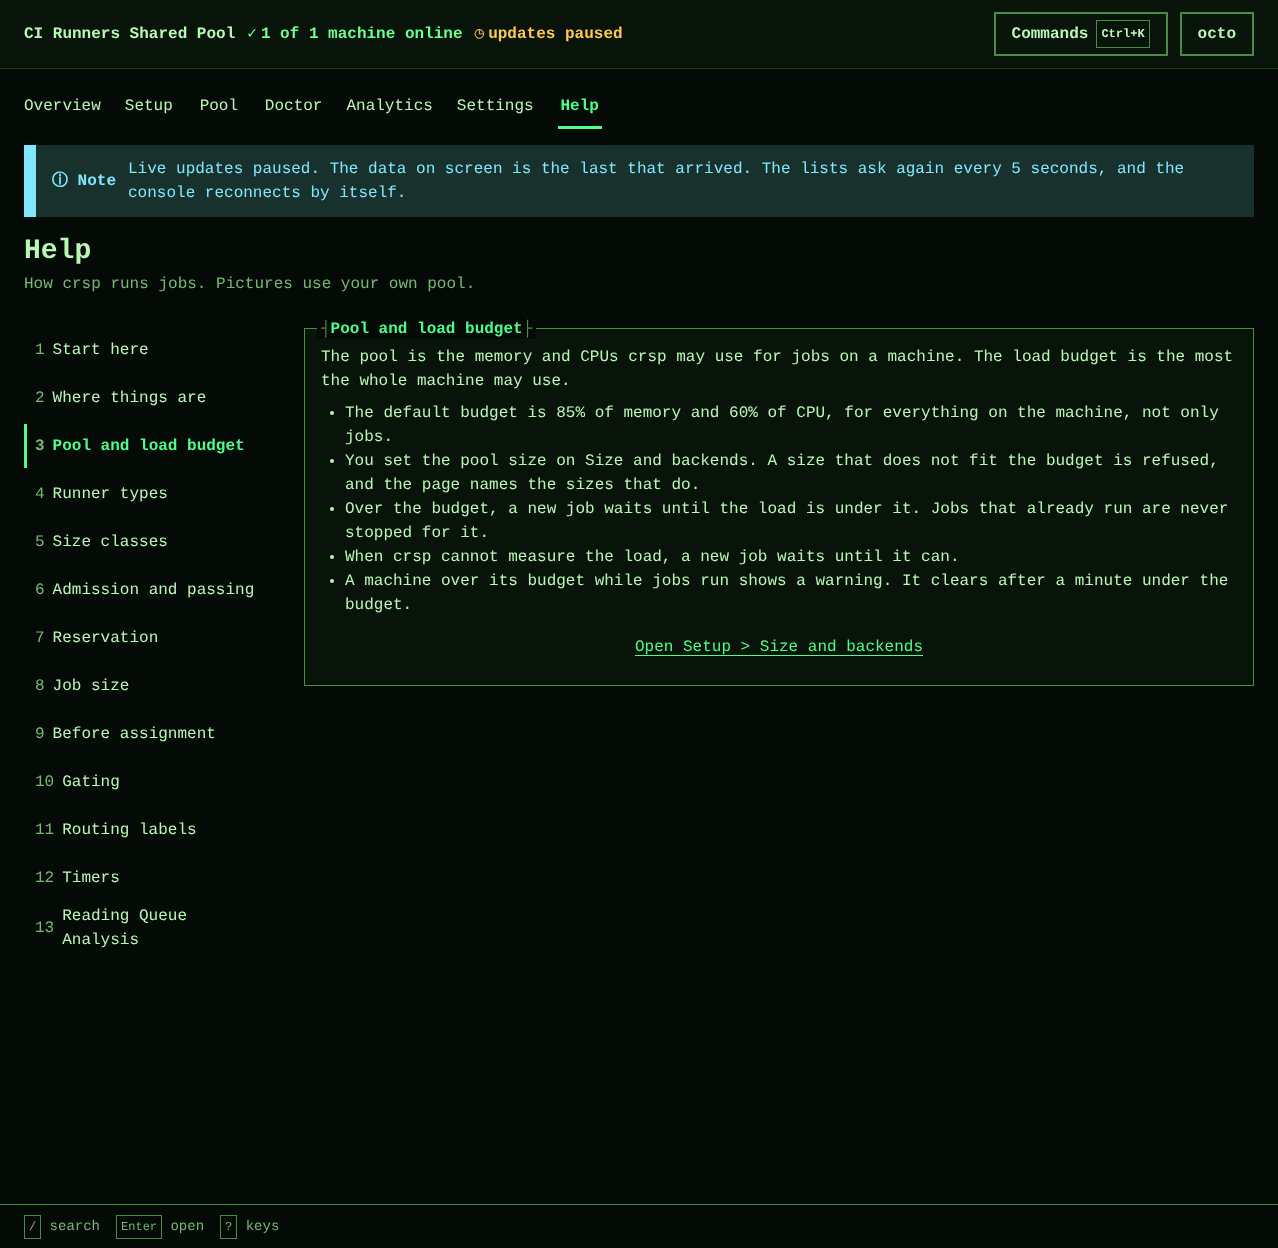 CI Runners Shared Pool ✓ 1 of 1 machine online ◷ updates paused Commands Ctrl+K octo
Overview Setup Pool Doctor Analytics Settings Help
ⓘ Note Live updates paused. The data on screen is the last that arrived. The lists ask again every 5 seconds, and the
console reconnects by itself.
Help
How crsp runs jobs. Pictures use your own pool.
1 Start here
2 Where things are
3 Pool and load budget
4 Runner types
5 Size classes
6 Admission and passing
7 Reservation
8 Job size
9 Before assignment
10 Gating
11 Routing labels
12 Timers
13 Reading Queue
Analysis
Pool and load budget
The pool is the memory and CPUs crsp may use for jobs on a machine. The load budget is the most
the whole machine may use.
• The default budget is 85% of memory and 60% of CPU, for everything on the machine, not only
jobs.
• You set the pool size on Size and backends. A size that does not fit the budget is refused,
and the page names the sizes that do.
• Over the budget, a new job waits until the load is under it. Jobs that already run are never
stopped for it.
• When crsp cannot measure the load, a new job waits until it can.
• A machine over its budget while jobs run shows a warning. It clears after a minute under the
budget.
Open Setup > Size and backends
/ search Enter open ? keys